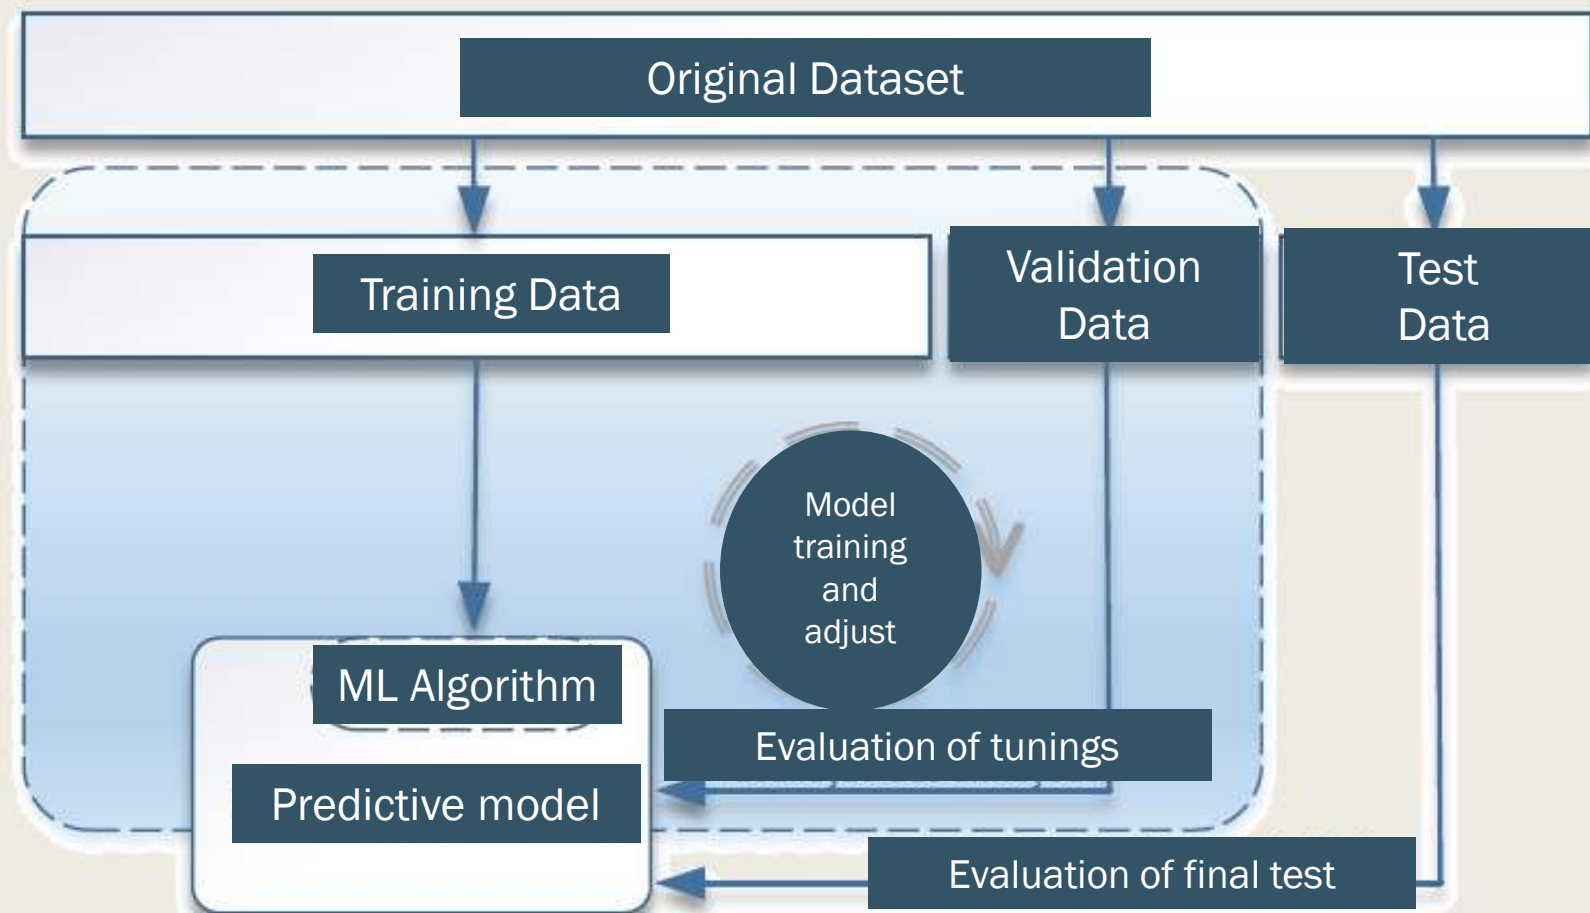 Original Dataset
Training Data
Validation
Data
Test
Data
Model
training
and
adjust
ML Algorithm
Evaluation of tunings
Predictive model
Evaluation of final test